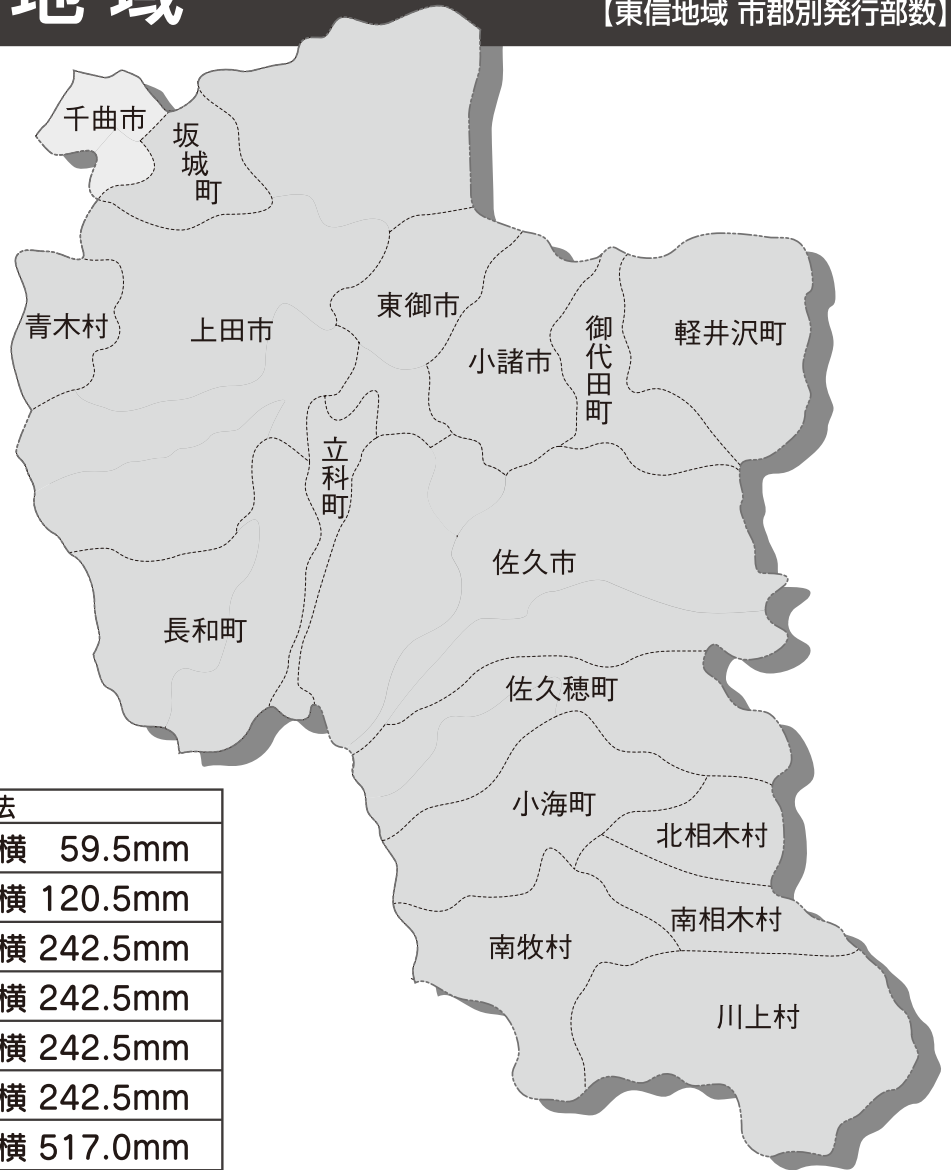 地域
【東信地域 市郡別発行部数】
千曲市
坂城町
青木村
上田市
東御市
小諸市
御代田町
軽井沢町
立科町
佐久市
長和町
佐久穂町
小海町
北相木村
南相木村
南牧村
川上村
法
横 59.5mm
横 120.5mm
横 242.5mm
横 242.5mm
横 242.5mm
横 242.5mm
横 517.0mm